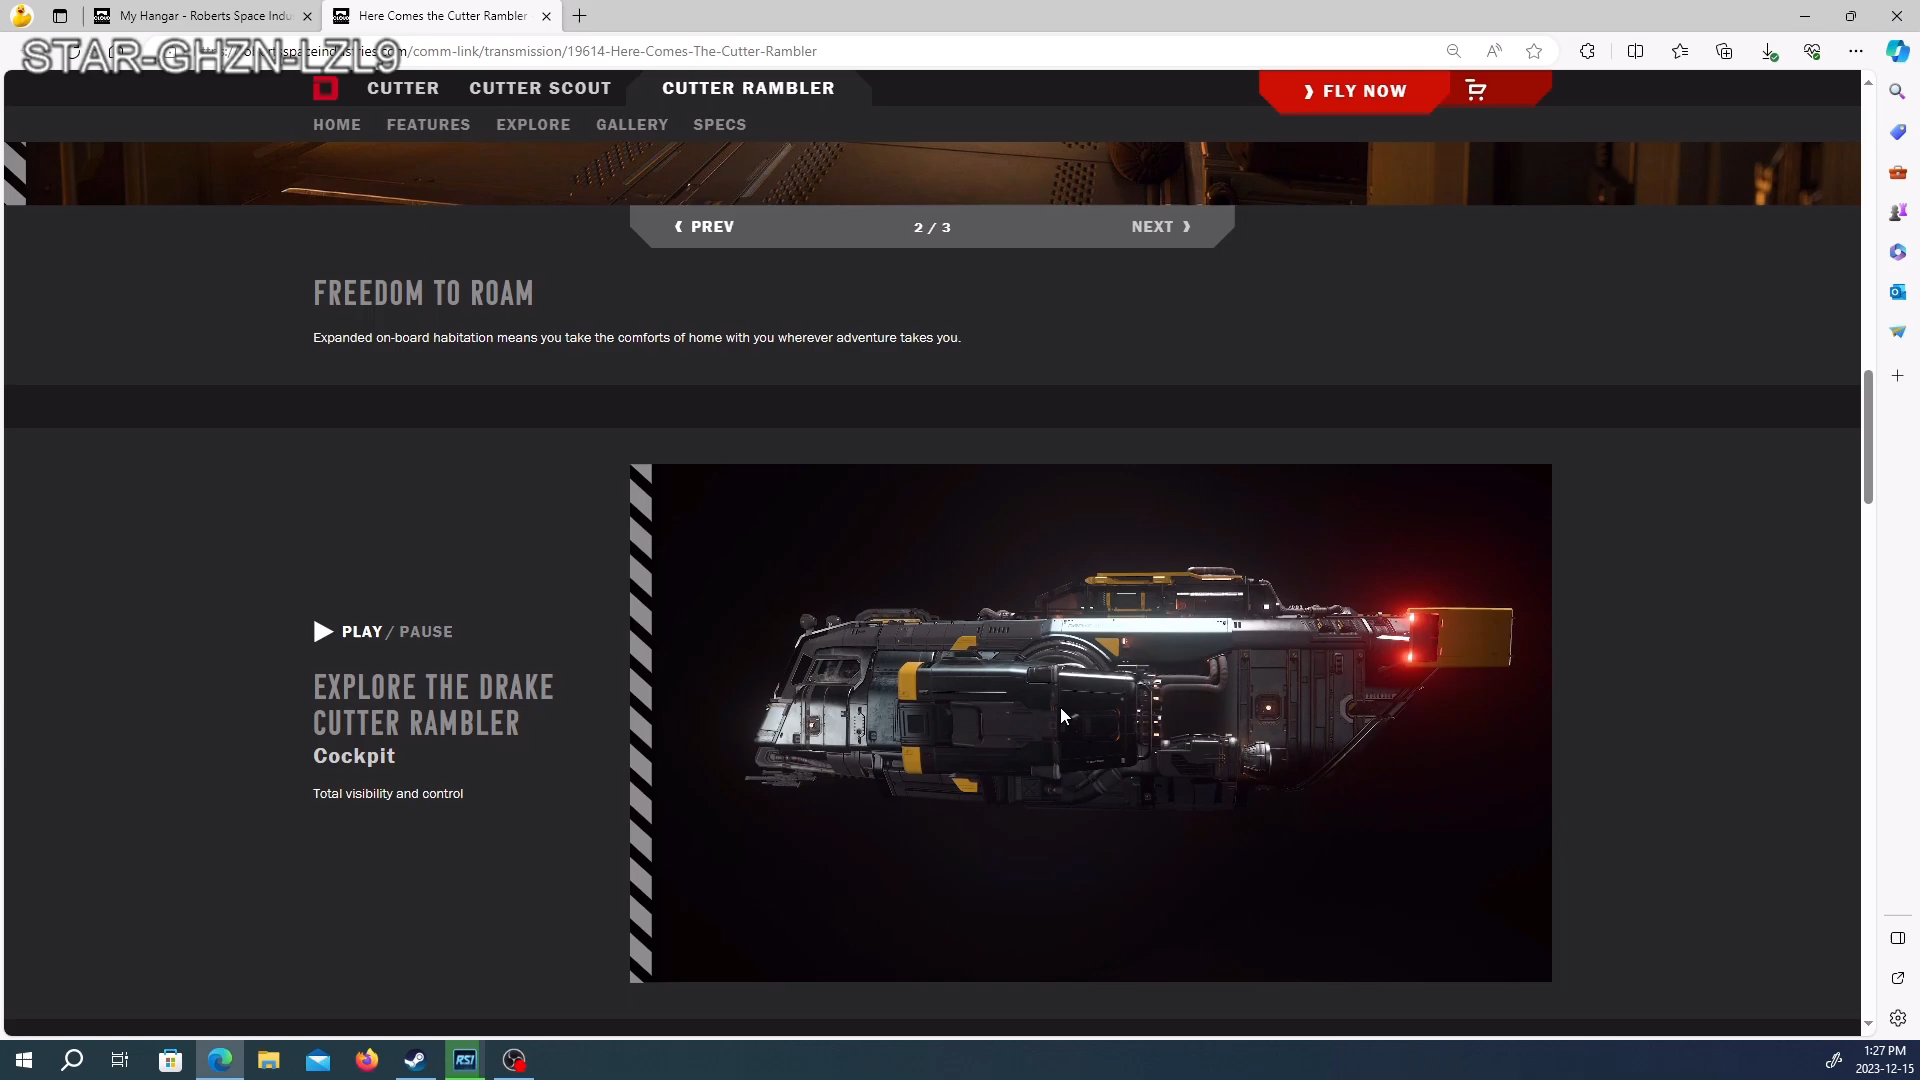 My Hangar - Roberts Space Indus
Here Comes the Cutter Rambler
STAR-GHZN-LZL9
/comm-link/transmission/19614-Here-Comes-The-Cutter-Rambler
CUTTER
CUTTER SCOUT
CUTTER RAMBLER
FLY NOW
HOME
FEATURES
EXPLORE
GALLERY
SPECS
PREV
2 / 3
NEXT
FREEDOM TO ROAM
Expanded on-board habitation means you take the comforts of home with you wherever adventure takes you.
PLAY / PAUSE
EXPLORE THE DRAKE
CUTTER RAMBLER
Cockpit
Total visibility and control
RSI
1:27 PM
2023-12-15